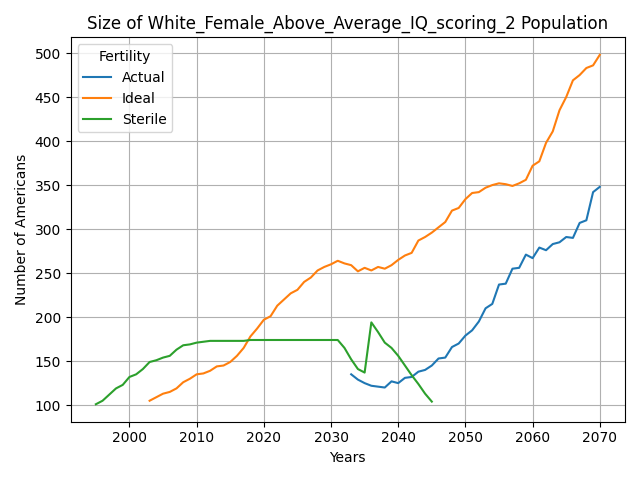 Size of White_Female_Above_Average_IQ_scoring_2 Population
Fertility
Actual
Ideal
Sterile
Number of Americans
500
450
400
350
300
250
200
150
100
2000 2010 2020 2030 2040 2050 2060 2070
Years